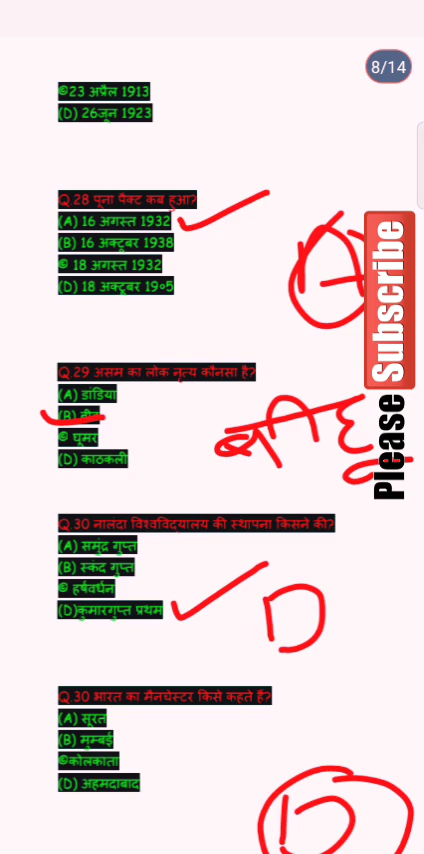 8/14
©23 अप्रैल 1913
(D) 26जून 1923
Q.28 पूना पैक्ट कब हुआ?
(A) 16 अगस्त 1932
(B) 16 अक्टूबर 1938
© 18 अगस्त 1932
(D) 18 अक्टूबर 19०5
A
Q.29 असम का लोक नृत्य कौनसा है?
(A) डांडिया
(B)
© घूमर
(D) काठकली
Please Subscribe
Q.30 नालंदा विश्वविद्यालय की स्थापना किसने की?
(A) समुंद्र गुप्त
(B) स्कंद गुप्त
© हर्षवर्धन
(D)कुमारगुप्त प्रथम
D
Q.30 भारत का मैनचेस्टर किसे कहते हैं?
(A) सूरत
(B) मुम्बई
©कोलकाता
(D) अहमदाबाद
D